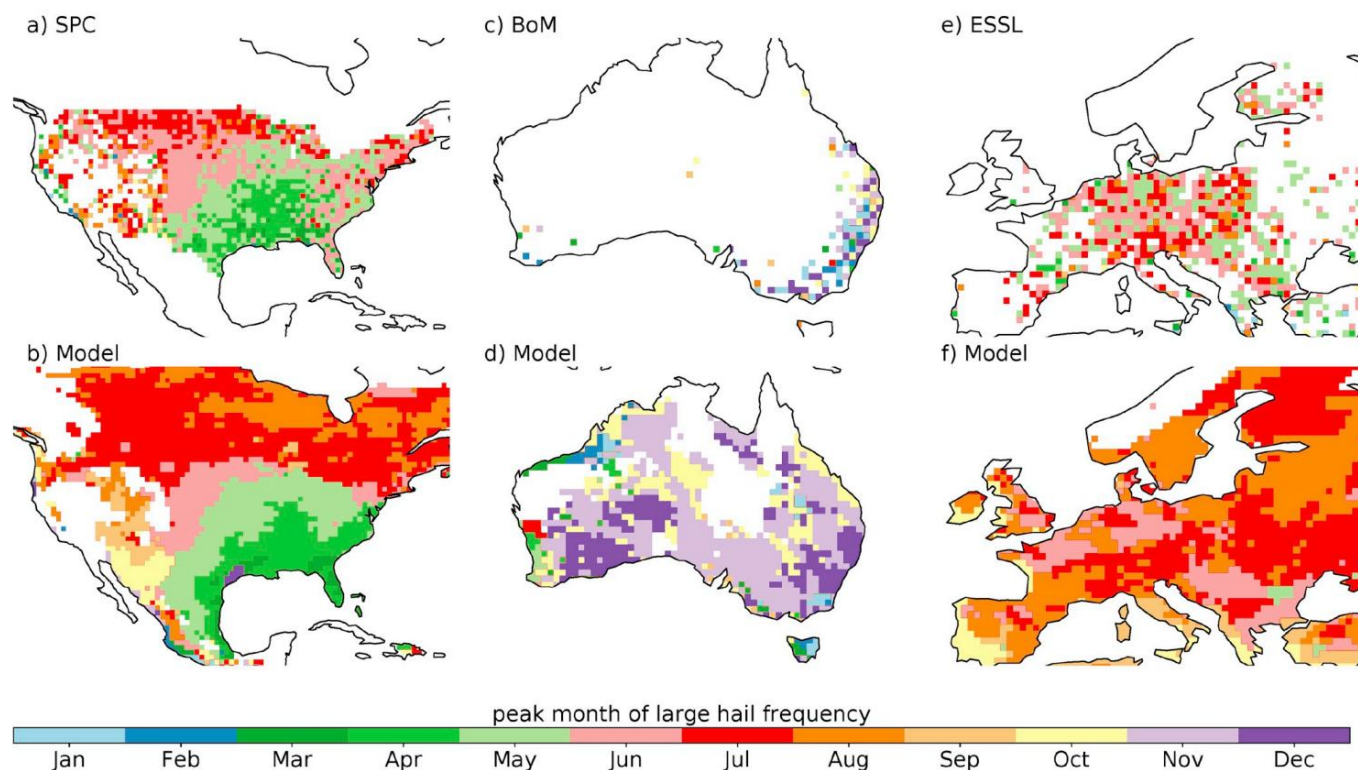 a) SPC
c) BoM
e) ESSL
b) Model
d) Model
f) Model
peak month of large hail frequency
Jan Feb Mar Apr May Jun Jul Aug Sep Oct Nov Dec